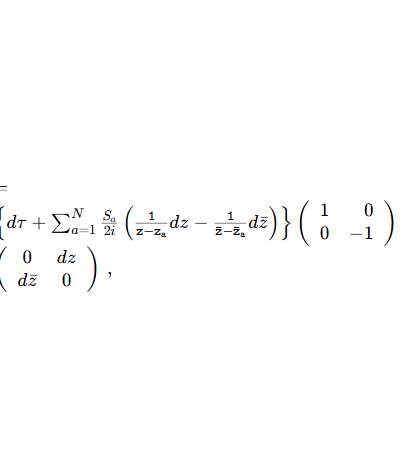 =
{dτ + ∑_{a=1}^{N} \frac{S_a}{2i} ( \frac{1}{z−z_a} dz − \frac{1}{\bar{z}−\bar{z}_a} d\bar{z} ) } ( 1 0 \\ 0 −1 )
( 0 dz \\ d\bar{z} 0 ) ,